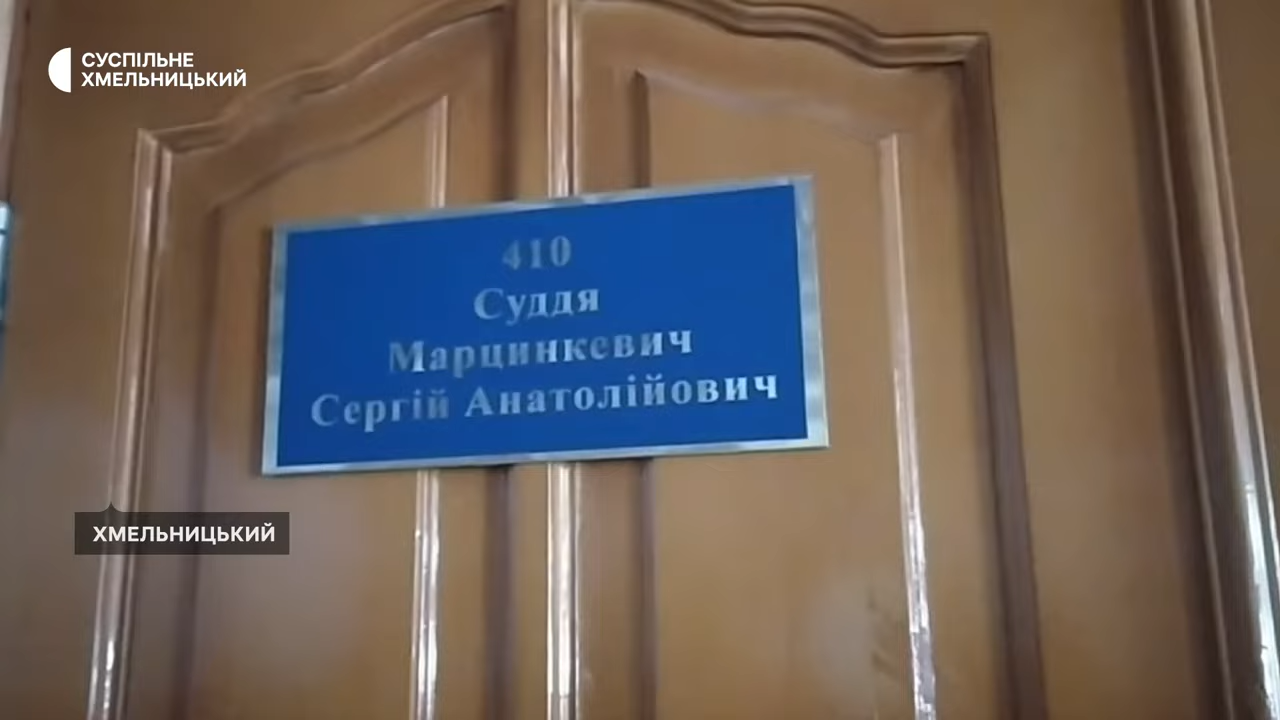 СУСПІЛЬНЕ
ХМЕЛЬНИЦЬКИЙ
410
Суддя
Марцинкевич
Сергій Анатолійович
ХМЕЛЬНИЦЬКИЙ